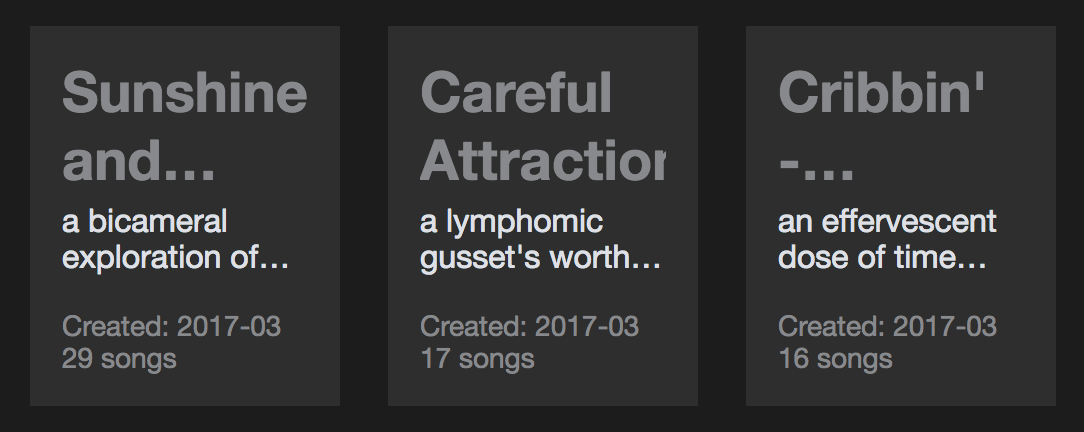 Sunshine
and…
a bicameral
exploration of…
Created: 2017-03
29 songs
Careful
Attraction
a lymphomic
gusset's worth…
Created: 2017-03
17 songs
Cribbin'
-…
an effervescent
dose of time…
Created: 2017-03
16 songs